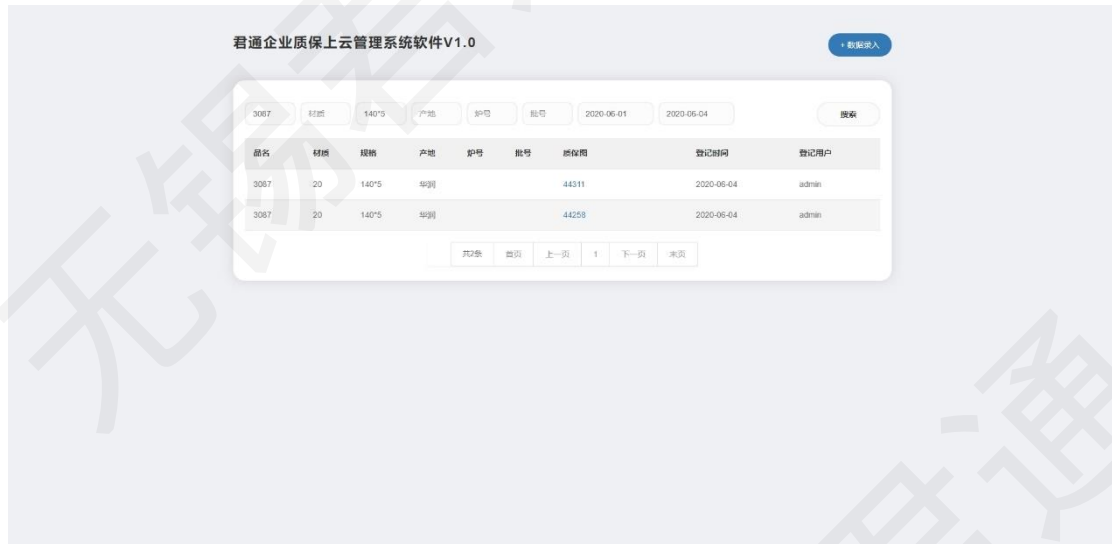 君通企业质保上云管理系统软件V1.0
+ 数据录入
3087 材质 140*5 产地 炉号 批号 2020-06-01 2020-06-04 搜索
品名 材质 规格 产地 炉号 批号 质保图 登记时间 登记用户
3087 20 140*5 华润 44311 2020-06-04 admin
3087 20 140*5 华润 44258 2020-06-04 admin
共2条 首页 上一页 1 下一页 末页
无锡君
君通